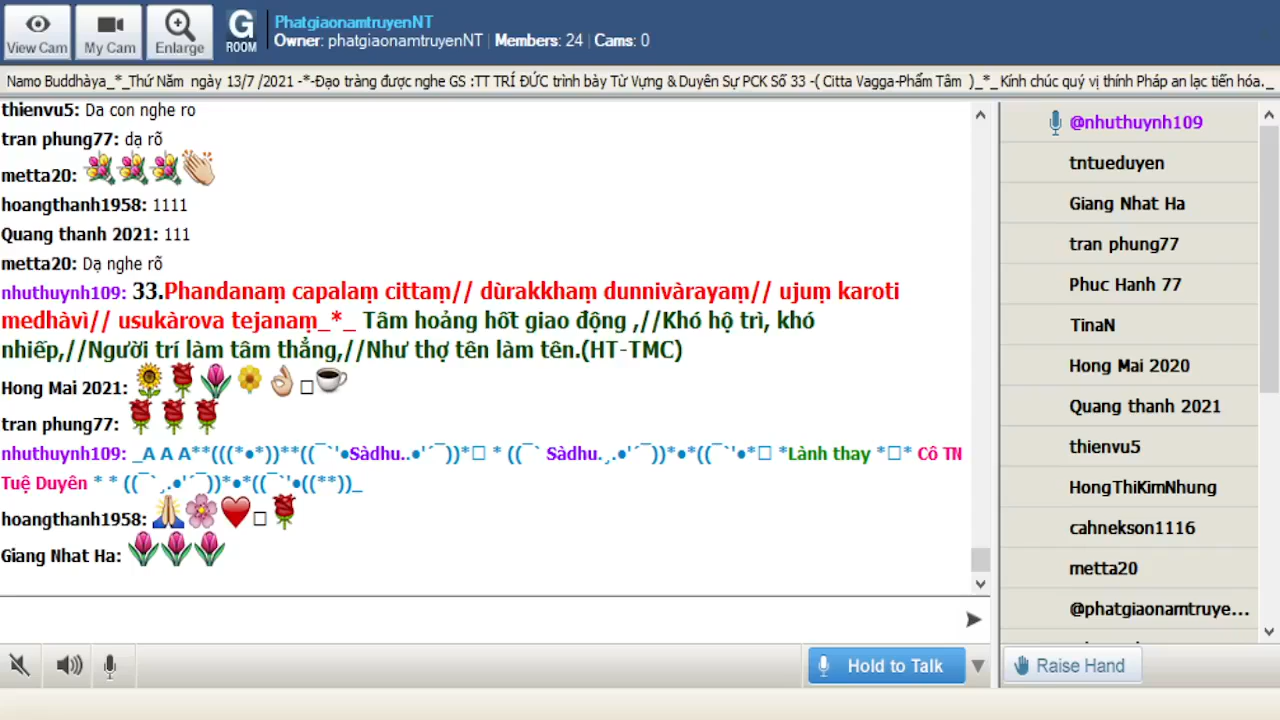 View Cam
My Cam
Enlarge
G ROOM
PhatgiaonamtruyenNT
Owner: phatgiaonamtruyenNT | Members: 24 | Cams: 0
Namo Buddhàya_*_Thứ Năm ngày 13/7 /2021 -*-Đạo tràng được nghe GS :TT TRÍ ĐỨC trình bày Từ Vựng & Duyên Sự PCK Số 33 -( Citta Vagga-Phẩm Tâm )_*_Kính chúc quý vị thính Pháp an lạc tiến hóa._
thienvu5: Da con nghe ro
tran phung77: dạ rõ
metta20:
hoangthanh1958: 1111
Quang thanh 2021: 111
metta20: Dạ nghe rõ
nhuthuynh109: 33.Phandanaṃ capalaṃ cittaṃ// dùrakkhaṃ dunnivàrayaṃ// ujuṃ karoti
medhàvì// usukàrova tejanaṃ_*_ Tâm hoảng hốt giao động ,//Khó hộ trì, khó
nhiếp,//Người trí làm tâm thẳng,//Như thợ tên làm tên.(HT-TMC)
Hong Mai 2021:
tran phung77:
nhuthuynh109: _A A A**(((*●*))**((¯`'●Sàdhu..●'´¯))*□ * ((¯` Sàdhu.¸.●'´¯))*●*((¯`'●*□ *Lành thay *□* Cô TN
Tuệ Duyên * * ((¯`¸.●'´¯))*●*((¯`'●((**))_
hoangthanh1958:
Giang Nhat Ha:
@nhuthuynh109
tntueduyen
Giang Nhat Ha
tran phung77
Phuc Hanh 77
TinaN
Hong Mai 2020
Quang thanh 2021
thienvu5
HongThiKimNhung
cahnekson1116
metta20
@phatgiaonamtruye...
Hold to Talk
Raise Hand